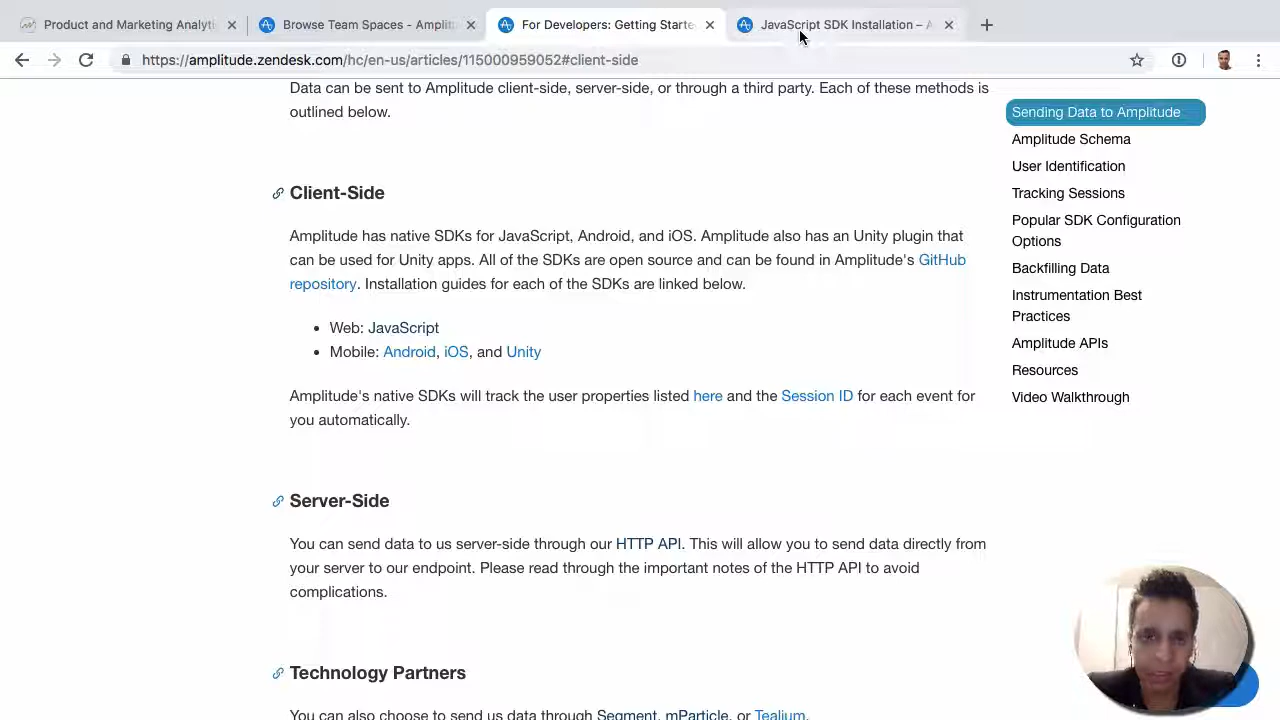 Product and Marketing Analyti
Browse Team Spaces - Amplit
For Developers: Getting Starte
JavaScript SDK Installation – A
https://amplitude.zendesk.com/hc/en-us/articles/115000959052#client-side
Data can be sent to Amplitude client-side, server-side, or through a third party. Each of these methods is
outlined below.
Client-Side
Amplitude has native SDKs for JavaScript, Android, and iOS. Amplitude also has an Unity plugin that
can be used for Unity apps. All of the SDKs are open source and can be found in Amplitude's GitHub
repository. Installation guides for each of the SDKs are linked below.
• Web: JavaScript
• Mobile: Android, iOS, and Unity
Amplitude's native SDKs will track the user properties listed here and the Session ID for each event for
you automatically.
Server-Side
You can send data to us server-side through our HTTP API. This will allow you to send data directly from
your server to our endpoint. Please read through the important notes of the HTTP API to avoid
complications.
Technology Partners
You can also choose to send us data through Segment, mParticle, or Tealium.
Sending Data to Amplitude
Amplitude Schema
User Identification
Tracking Sessions
Popular SDK Configuration
Options
Backfilling Data
Instrumentation Best
Practices
Amplitude APIs
Resources
Video Walkthrough